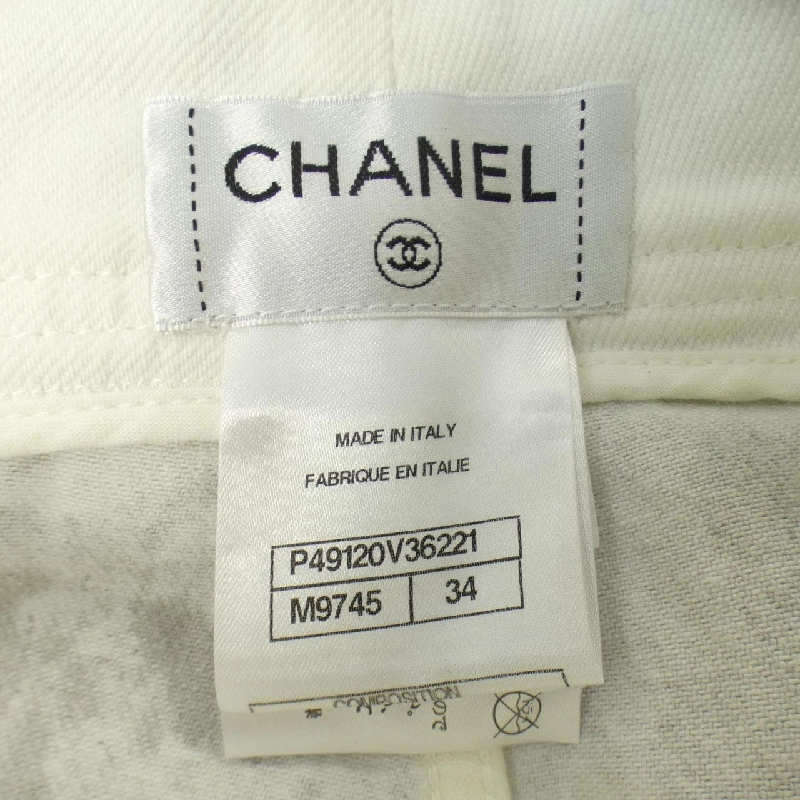 CHANEL
MADE IN ITALY
FABRIQUE EN ITALIE
P49120V36221
M9745 34